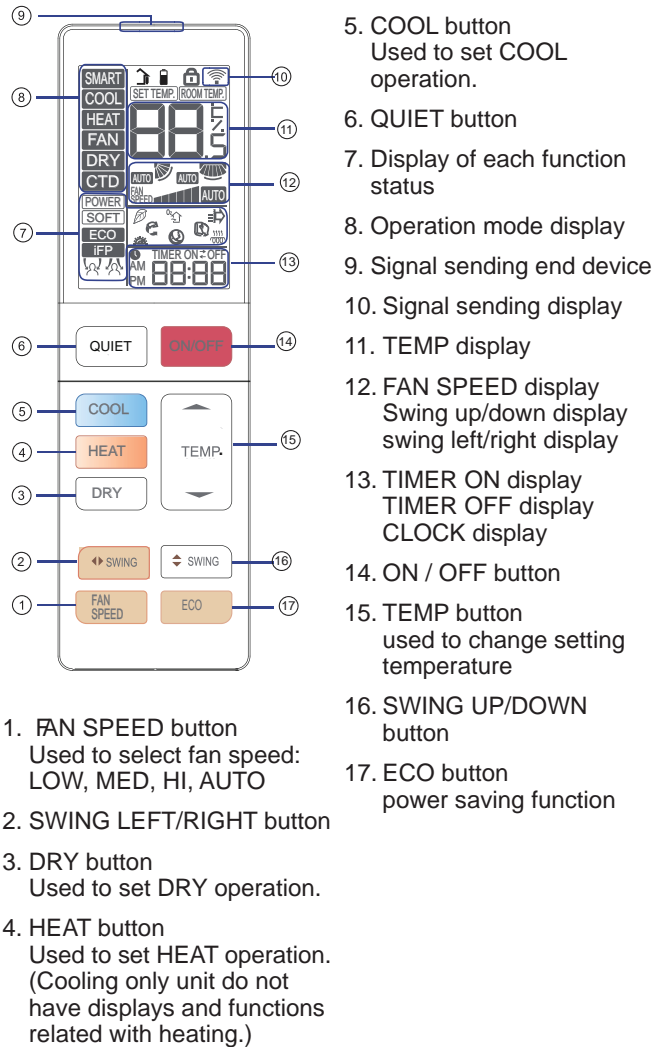 9
SMART
COOL
HEAT
FAN
DRY
CTD
POWER
SOFT
ECO
iFP
SET TEMP. ROOM TEMP.
88.5
AUTO AUTO
FAN SPEED AUTO
TIMER ON ⇄ OFF
AM
PM 88:88
8
7
10
11
12
13
6
QUIET
ON/OFF
14
5
COOL
4
HEAT
3
DRY
TEMP.
15
2
SWING
SWING
16
1
FAN
SPEED
ECO
17
1. FAN SPEED button
Used to select fan speed:
LOW, MED, HI, AUTO
2. SWING LEFT/RIGHT button
3. DRY button
Used to set DRY operation.
4. HEAT button
Used to set HEAT operation.
(Cooling only unit do not
have displays and functions
related with heating.)
5. COOL button
Used to set COOL
operation.
6. QUIET button
7. Display of each function
status
8. Operation mode display
9. Signal sending end device
10. Signal sending display
11. TEMP display
12. FAN SPEED display
Swing up/down display
swing left/right display
13. TIMER ON display
TIMER OFF display
CLOCK display
14. ON / OFF button
15. TEMP button
used to change setting
temperature
16. SWING UP/DOWN
button
17. ECO button
power saving function